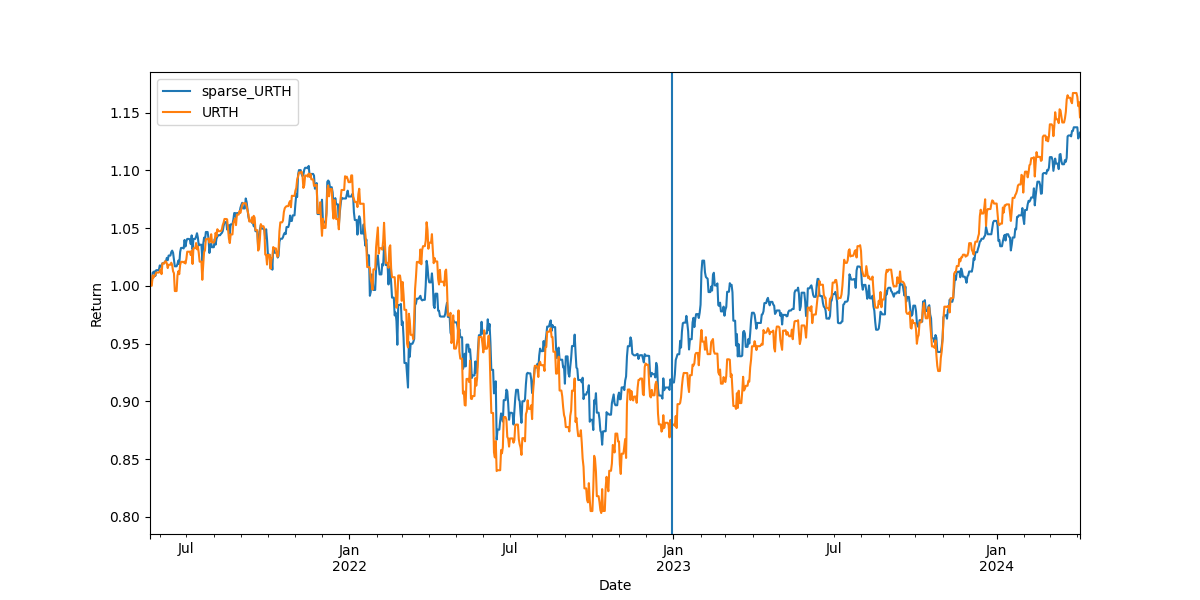 sparse_URTH
URTH
Return
1.15
1.10
1.05
1.00
0.95
0.90
0.85
0.80
Jul
Jan
2022
Jul
Jan
2023
Jul
Jan
2024
Date